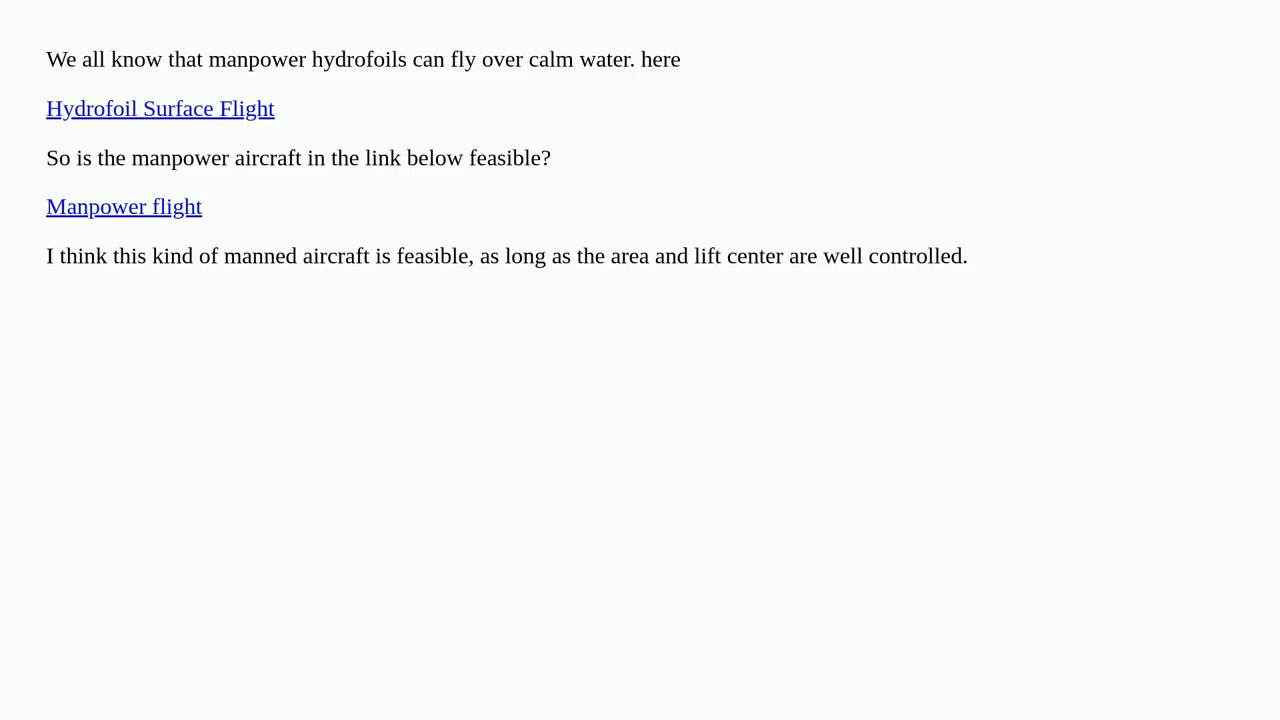 We all know that manpower hydrofoils can fly over calm water. here
Hydrofoil Surface Flight
So is the manpower aircraft in the link below feasible?
Manpower flight
I think this kind of manned aircraft is feasible, as long as the area and lift center are well controlled.